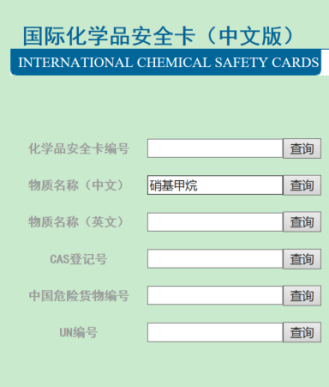 国际化学品安全卡（中文版）
INTERNATIONAL CHEMICAL SAFETY CARDS
化学品安全卡编号 查询
物质名称（中文） 硝基甲烷 查询
物质名称（英文） 查询
CAS登记号 查询
中国危险货物编号 查询
UN编号 查询